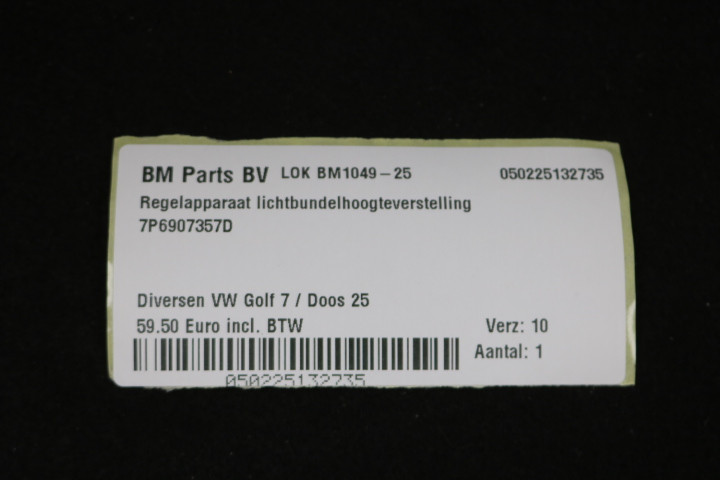 BM Parts BV LOK BM1049-25 050225132735
Regelapparaat lichtbundelhoogteverstelling
7P6907357D
Diversen VW Golf 7 / Doos 25
59.50 Euro incl. BTW Verz: 10
Aantal: 1
050225132735